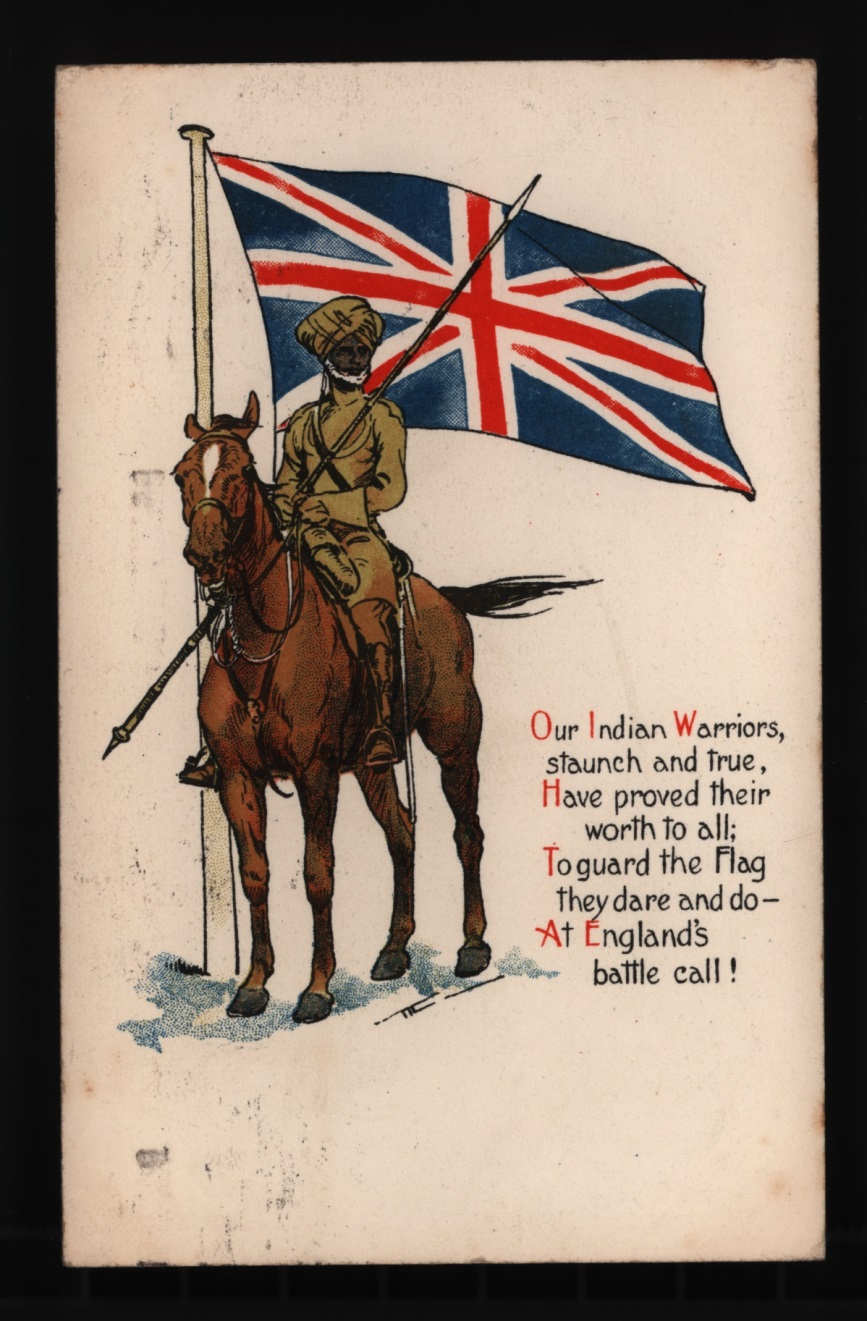 Our Indian Warriors,
staunch and true,
Have proved their
worth to all;
To guard the Flag
they dare and do—
At England's
battle call!